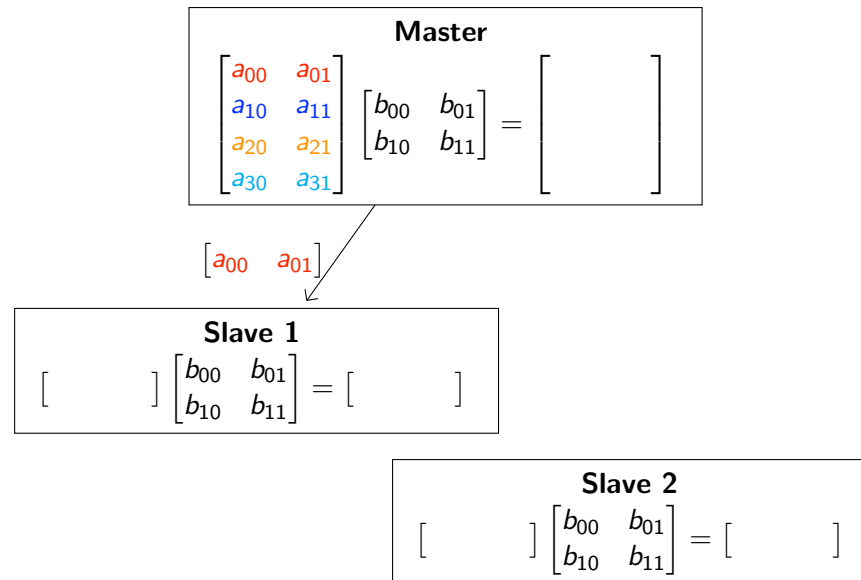 Master
[a00 a01
a10 a11
a20 a21
a30 a31] [b00 b01
b10 b11] = [ ]
[a00 a01]
Slave 1
[ ] [b00 b01
b10 b11] = [ ]
Slave 2
[ ] [b00 b01
b10 b11] = [ ]